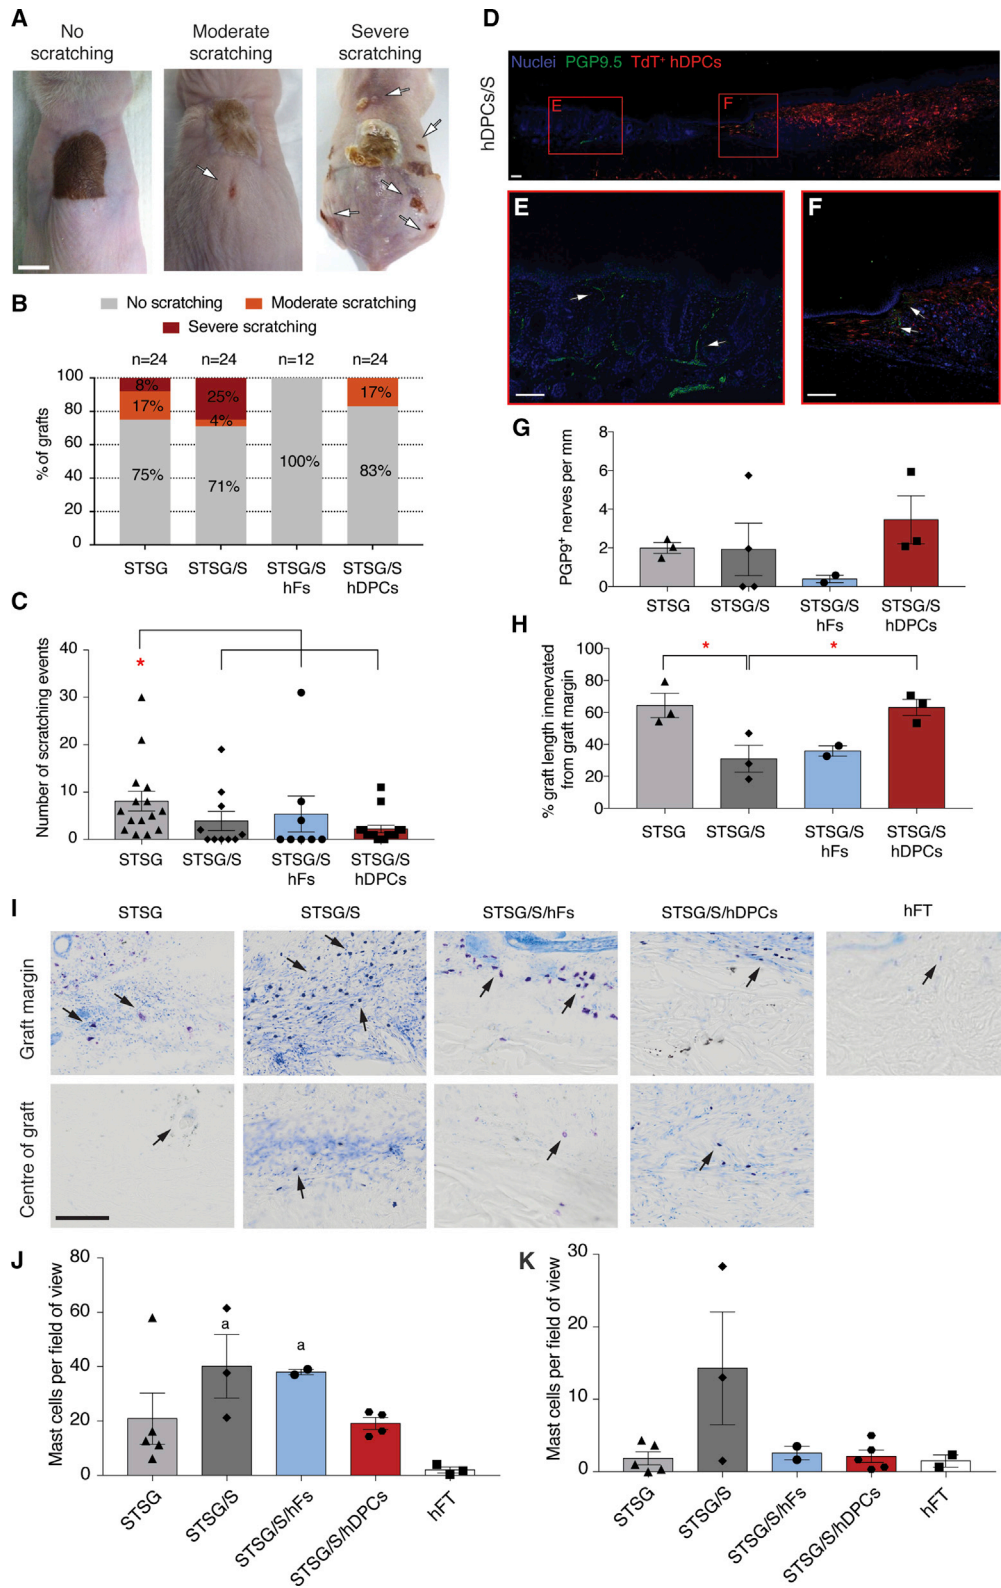 A
No scratching
Moderate scratching
Severe scratching
B
No scratching
Moderate scratching
Severe scratching
n=24
n=24
n=12
n=24
% of grafts
100
80
60
40
20
0
8%
17%
75%
25%
4%
71%
100%
17%
83%
STSG
STSG/S
STSG/S hFs
STSG/S hDPCs
C
Number of scratching events
40
30
20
10
0
*
STSG
STSG/S
STSG/S hFs
STSG/S hDPCs
D
hDPCs/S
Nuclei PGP9.5 TdT+ hDPCs
E
F
E
F
G
PGP9+ nerves per mm
8
6
4
2
0
STSG
STSG/S
STSG/S hFs
STSG/S hDPCs
H
% graft length innervated from graft margin
100
80
60
40
20
0
*
*
STSG
STSG/S
STSG/S hFs
STSG/S hDPCs
I
STSG
STSG/S
STSG/S/hFs
STSG/S/hDPCs
hFT
Graft margin
Centre of graft
J
Mast cells per field of view
80
60
40
20
0
a
a
STSG
STSG/S
STSG/S/hFs
STSG/S/hDPCs
hFT
K
Mast cells per field of view
30
20
10
0
STSG
STSG/S
STSG/S/hFs
STSG/S/hDPCs
hFT